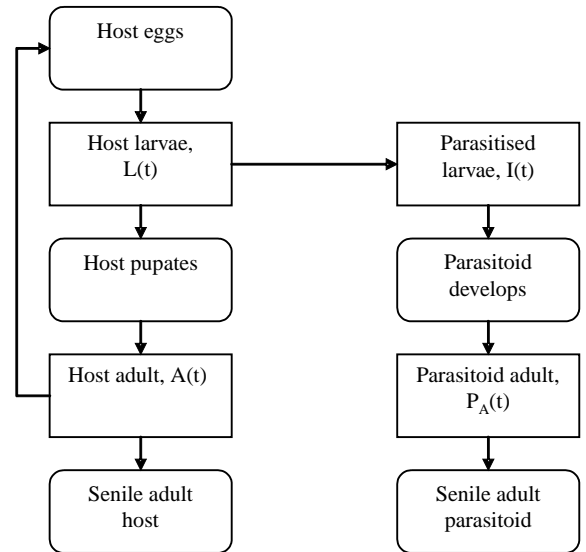 Host eggs
Host larvae,
L(t)
Parasitised
larvae, I(t)
Host pupates
Parasitoid
develops
Host adult, A(t)
Parasitoid adult,
P_A(t)
Senile adult
host
Senile adult
parasitoid